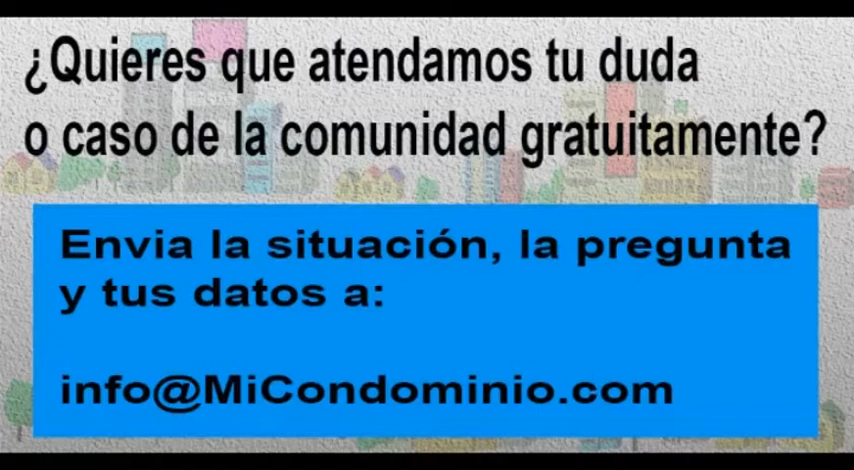 ¿Quieres que atendamos tu duda
o caso de la comunidad gratuitamente?
Envia la situación, la pregunta
y tus datos a:
info@MiCondominio.com